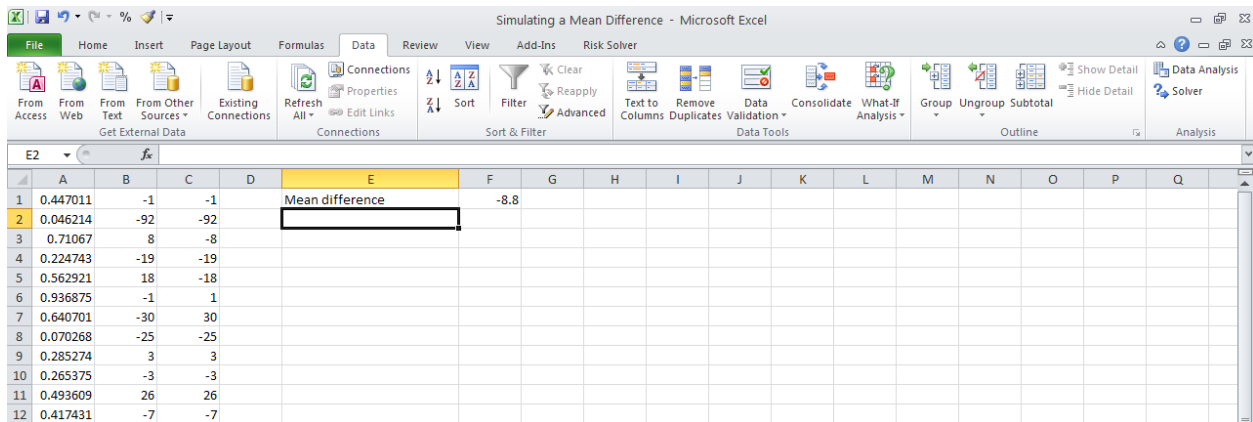 Simulating a Mean Difference - Microsoft Excel
File Home Insert Page Layout Formulas Data Review View Add-Ins Risk Solver
From Access
From Web
From Text
From Other Sources
Existing Connections
Get External Data
Refresh All
Connections
Properties
Edit Links
Connections
Sort
Filter
Clear
Reapply
Advanced
Sort & Filter
Text to Columns
Remove Duplicates
Data Validation
Consolidate
What-If Analysis
Data Tools
Group
Ungroup
Subtotal
Show Detail
Hide Detail
Outline
Data Analysis
Solver
Analysis
E2 fx
A B C D E F G H I J K L M N O P Q
1 0.447011 -1 -1 Mean difference -8.8
2 0.046214 -92 -92
3 0.71067 8 -8
4 0.224743 -19 -19
5 0.562921 18 -18
6 0.936875 -1 1
7 0.640701 -30 30
8 0.070268 -25 -25
9 0.285274 3 3
10 0.265375 -3 -3
11 0.493609 26 26
12 0.417431 -7 -7